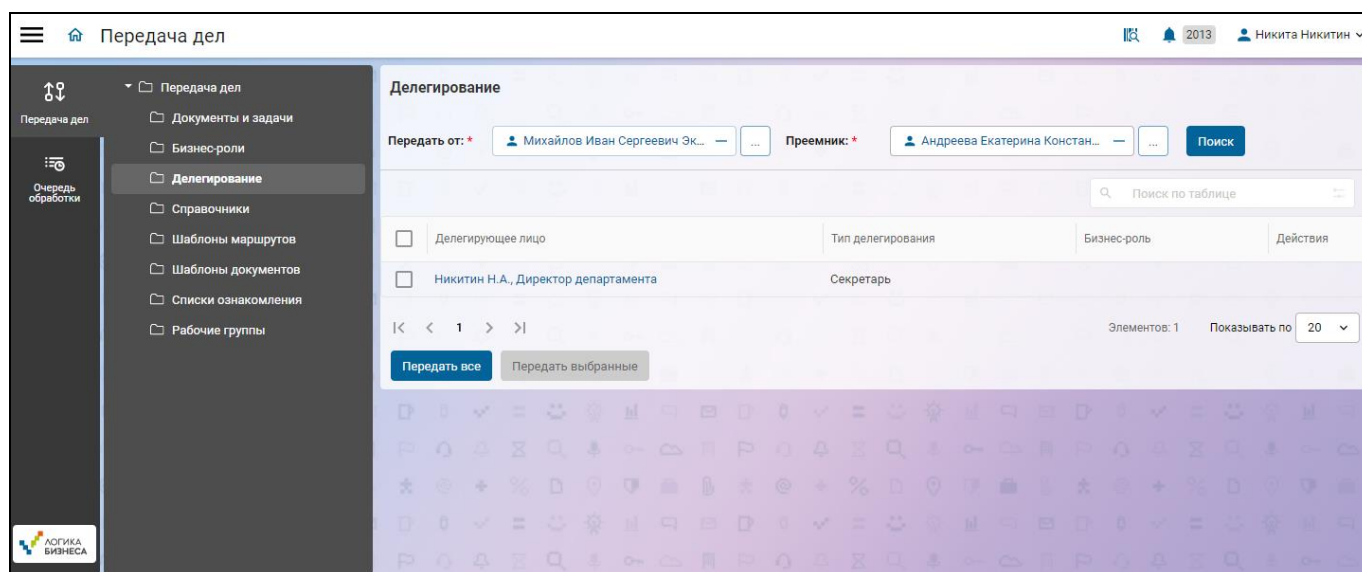 Передача дел
2013
Никита Никитин
Передача дел
Очередь
обработки
Передача дел
Документы и задачи
Бизнес-роли
Делегирование
Справочники
Шаблоны маршрутов
Шаблоны документов
Списки ознакомления
Рабочие группы
Делегирование
Передать от: * Михайлов Иван Сергеевич Эк... — ... Преемник: * Андреева Екатерина Констан... — ... Поиск
Поиск по таблице
Делегирующее лицо Тип делегирования Бизнес-роль Действия
Никитин Н.А., Директор департамента Секретарь
1 Элементов: 1 Показывать по 20
Передать все Передать выбранные
ЛОГИКА
БИЗНЕСА